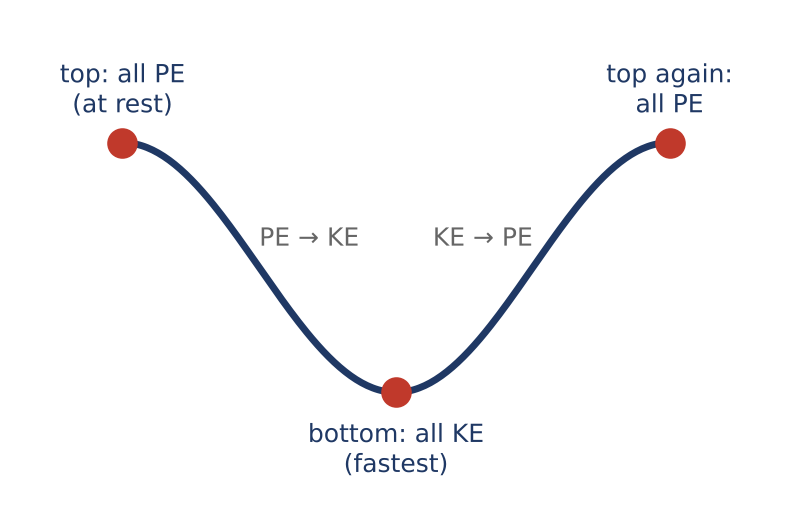 top: all PE
(at rest)
top again:
all PE
PE → KE
KE → PE
bottom: all KE
(fastest)